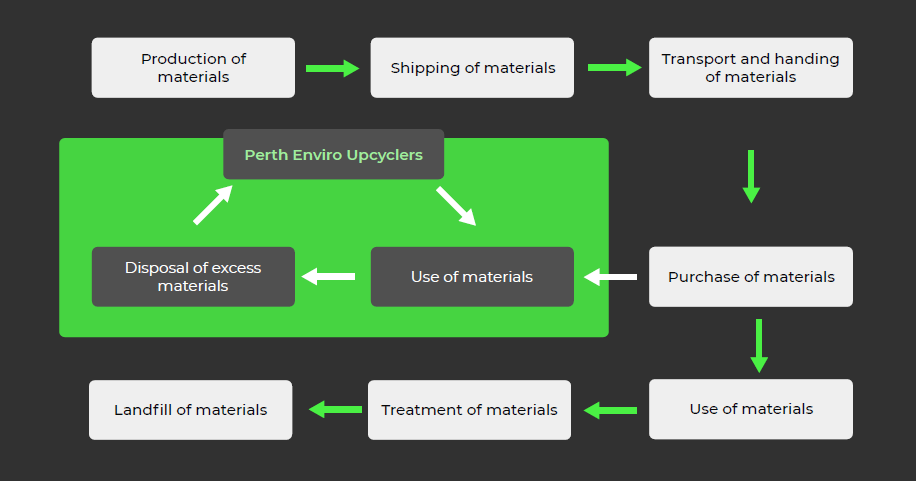 Production of
materials
Shipping of materials
Transport and handing
of materials
Perth Enviro Upcyclers
Disposal of excess
materials
Use of materials
Purchase of materials
Landfill of materials
Treatment of materials
Use of materials